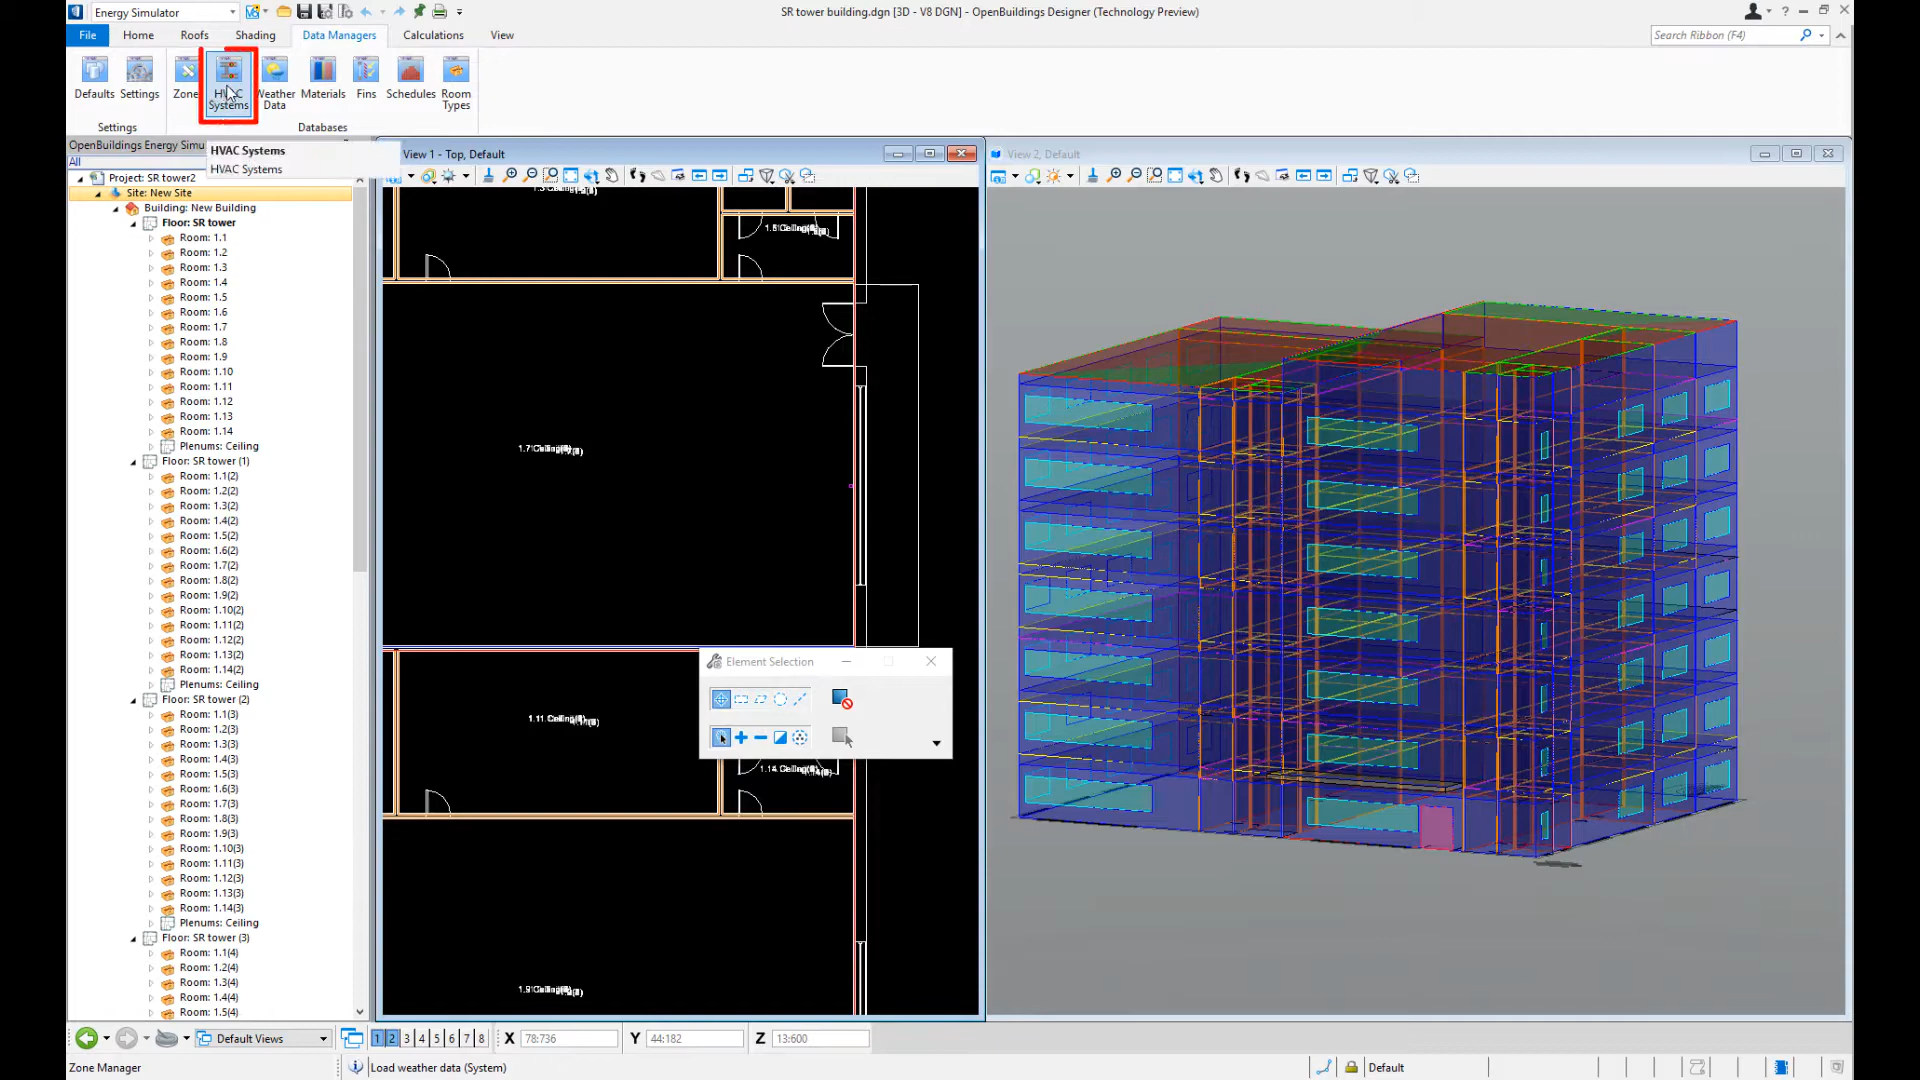 Energy Simulator
SR tower building.dgn [3D - V8 DGN] - OpenBuildings Designer (Technology Preview)
File Home Roofs Shading Data Managers Calculations View
Search Ribbon (F4)
Defaults Settings Zone HVAC Systems Weather Data Materials Fins Schedules Room Types
Settings Databases
OpenBuildings Energy Simu
HVAC Systems
HVAC Systems
All
Project: SR tower2
Site: New Site
Building: New Building
Floor: SR tower
Room: 1.1
Room: 1.2
Room: 1.3
Room: 1.4
Room: 1.5
Room: 1.6
Room: 1.7
Room: 1.8
Room: 1.9
Room: 1.10
Room: 1.11
Room: 1.12
Room: 1.13
Room: 1.14
Plenums: Ceiling
Floor: SR tower (1)
Room: 1.1(2)
Room: 1.2(2)
Room: 1.3(2)
Room: 1.4(2)
Room: 1.5(2)
Room: 1.6(2)
Room: 1.7(2)
Room: 1.8(2)
Room: 1.9(2)
Room: 1.10(2)
Room: 1.11(2)
Room: 1.12(2)
Room: 1.13(2)
Room: 1.14(2)
Plenums: Ceiling
Floor: SR tower (2)
Room: 1.1(3)
Room: 1.2(3)
Room: 1.3(3)
Room: 1.4(3)
Room: 1.5(3)
Room: 1.6(3)
Room: 1.7(3)
Room: 1.8(3)
Room: 1.9(3)
Room: 1.10(3)
Room: 1.11(3)
Room: 1.12(3)
Room: 1.13(3)
Room: 1.14(3)
Plenums: Ceiling
Floor: SR tower (3)
Room: 1.1(4)
Room: 1.2(4)
Room: 1.3(4)
Room: 1.4(4)
Room: 1.5(4)
View 1 - Top, Default
1.7
1.11 Ceiling
1.14 Ceiling
Element Selection
View 2, Default
Default Views
1 2 3 4 5 6 7 8
X 78:736
Y 44:182
Z 13:600
Zone Manager
Load weather data (System)
Default